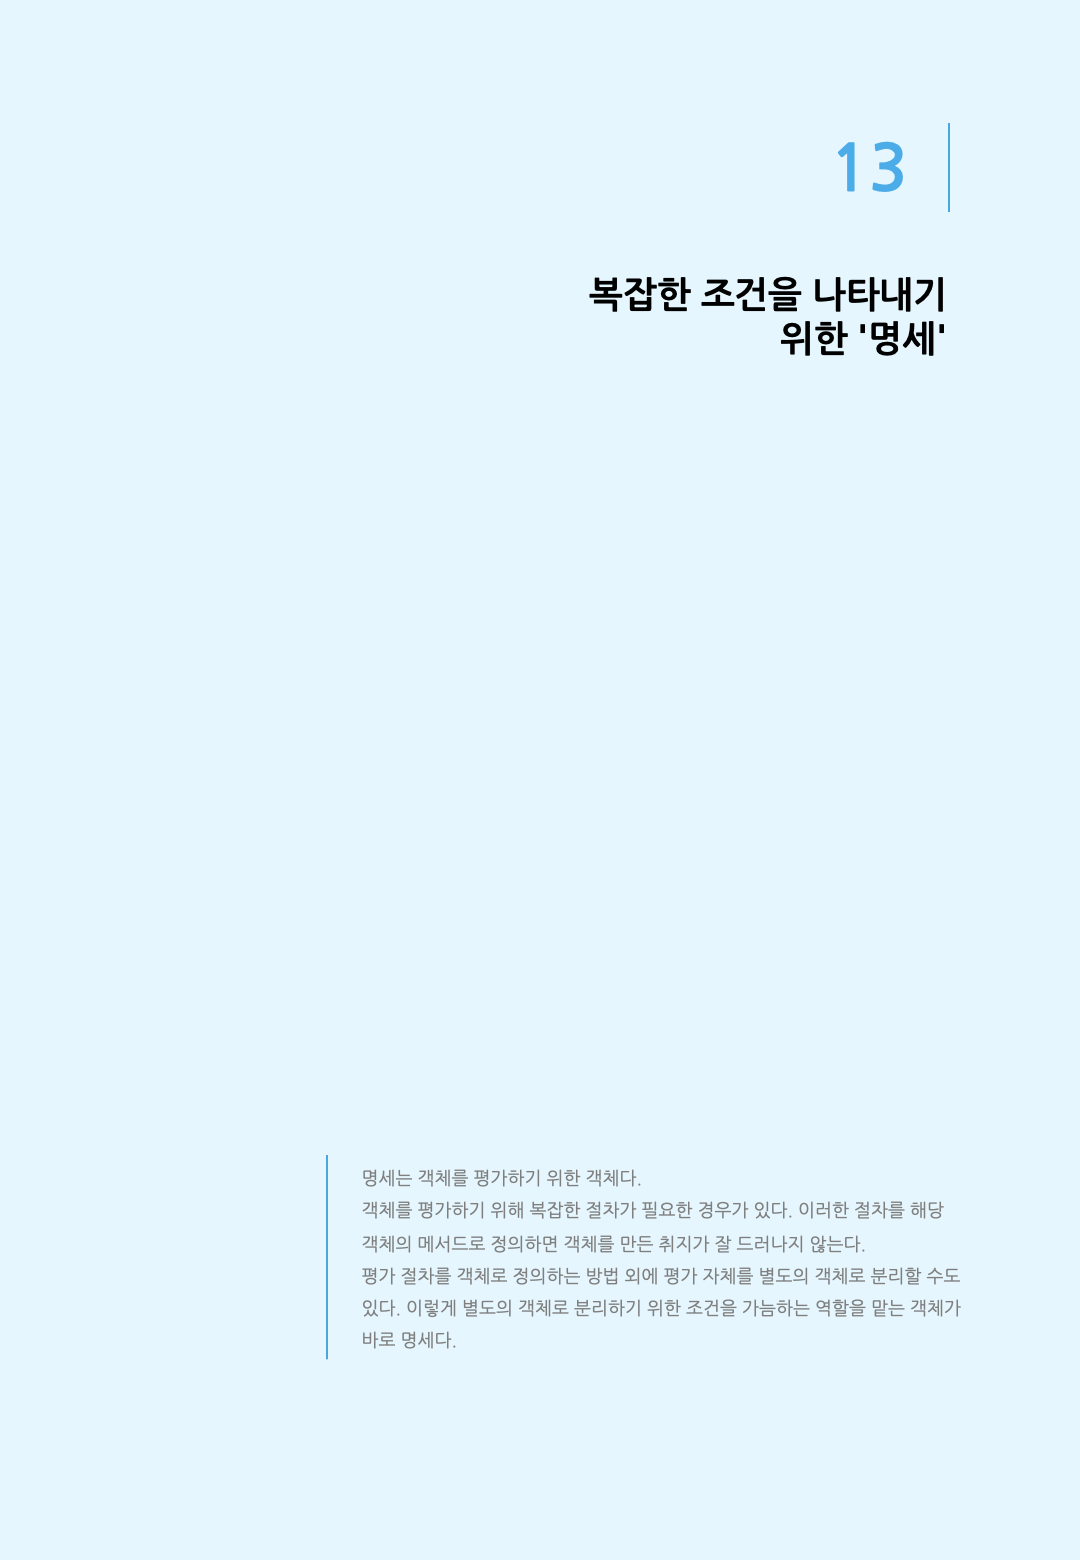 13
복잡한 조건을 나타내기
위한 '명세'
명세는 객체를 평가하기 위한 객체다.
객체를 평가하기 위해 복잡한 절차가 필요한 경우가 있다. 이러한 절차를 해당
객체의 메서드로 정의하면 객체를 만든 취지가 잘 드러나지 않는다.
평가 절차를 객체로 정의하는 방법 외에 평가 자체를 별도의 객체로 분리할 수도
있다. 이렇게 별도의 객체로 분리하기 위한 조건을 가늠하는 역할을 맡는 객체가
바로 명세다.